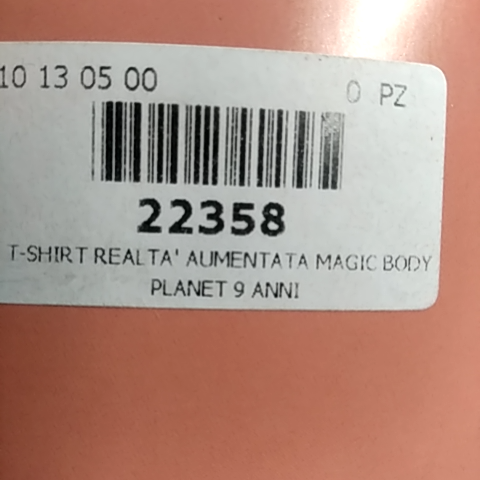 10 13 05 00
0 PZ
22358
T-SHIRT REALTA' AUMENTATA MAGIC BODY
PLANET 9 ANNI